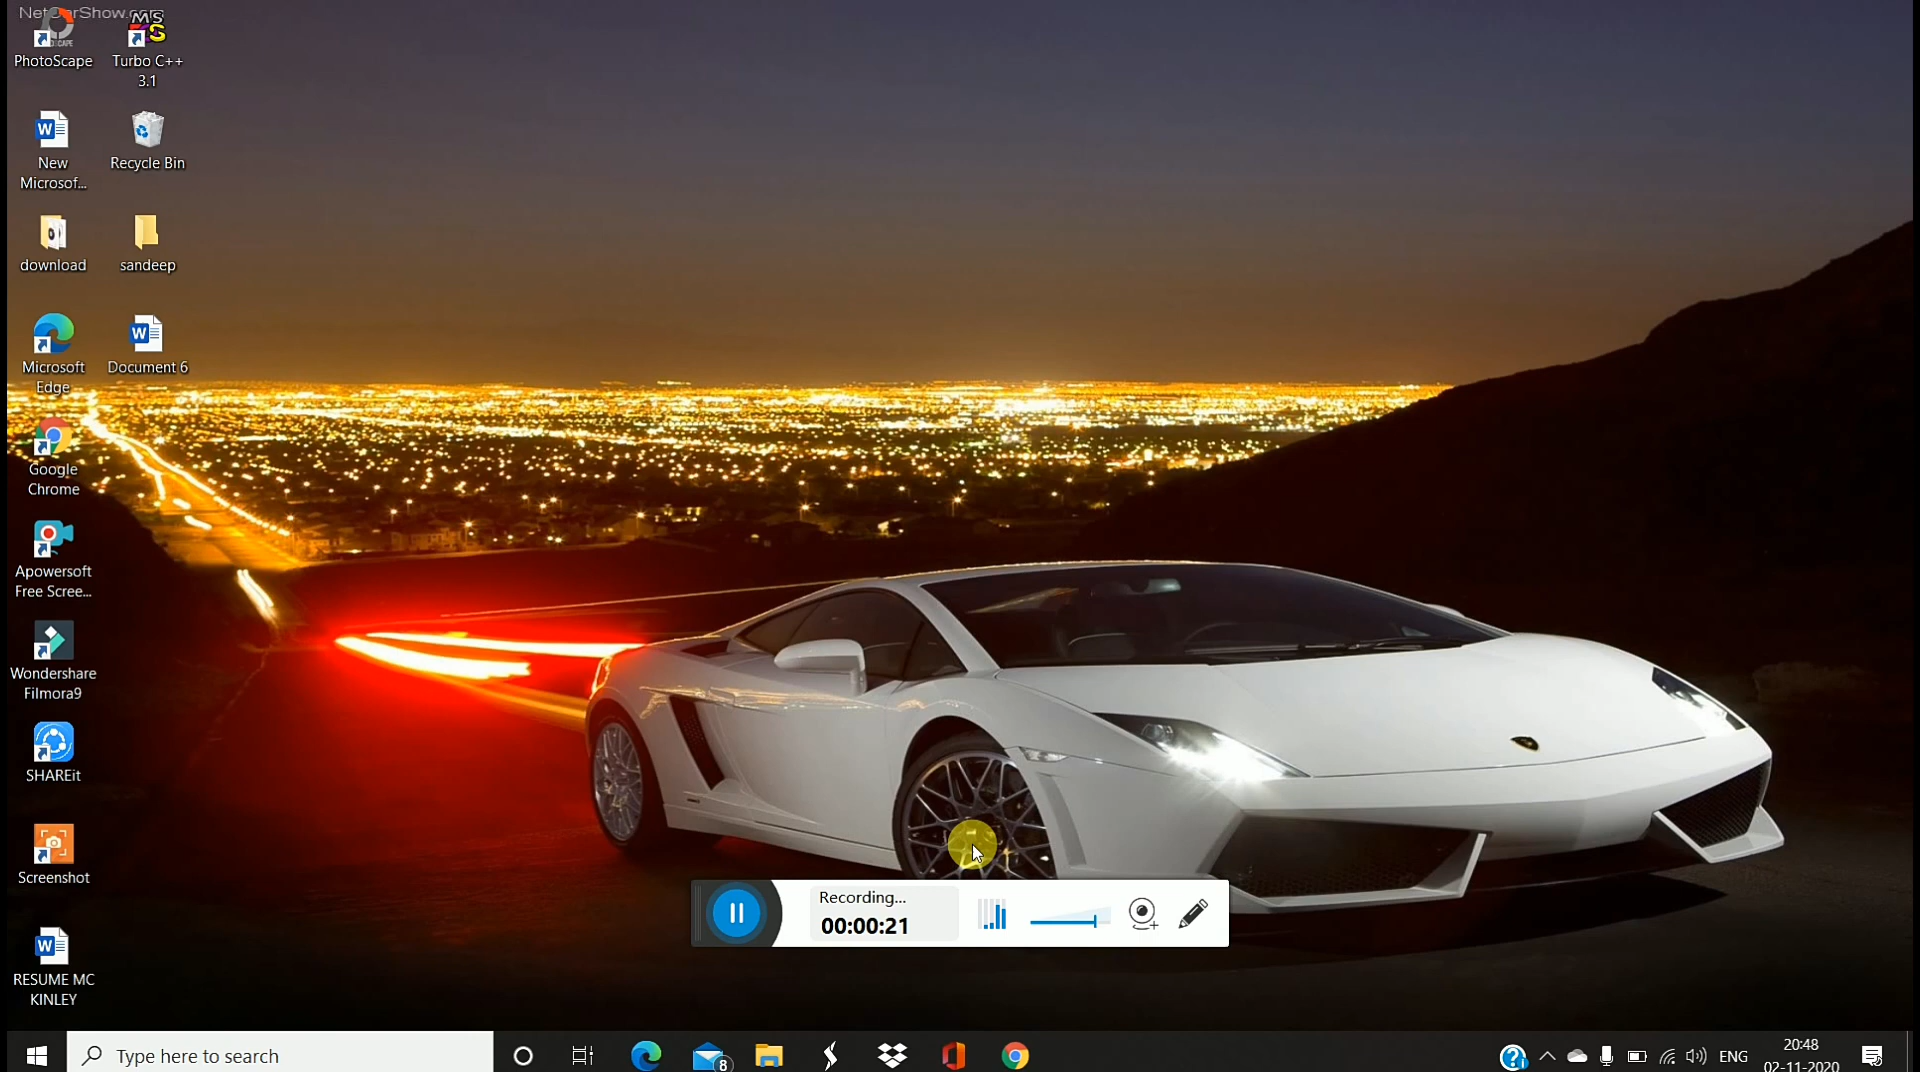 PhotoScape
Turbo C++
3.1
New
Microsof...
Recycle Bin
download
sandeep
Microsoft
Edge
Document 6
Google
Chrome
Apowersoft
Free Scree...
Wondershare
Filmora9
SHAREit
Screenshot
RESUME MC
KINLEY
Recording...
00:00:21
Type here to search
8
ENG
20:48
02-11-2020